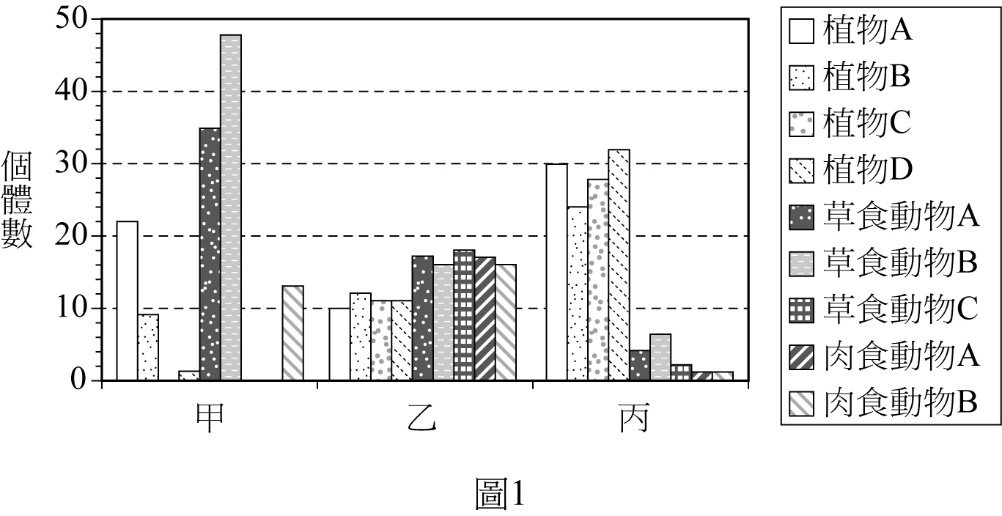 50
40
30
20
10
0
個體數
甲
乙
丙
植物A
植物B
植物C
植物D
草食動物A
草食動物B
草食動物C
肉食動物A
肉食動物B
圖1